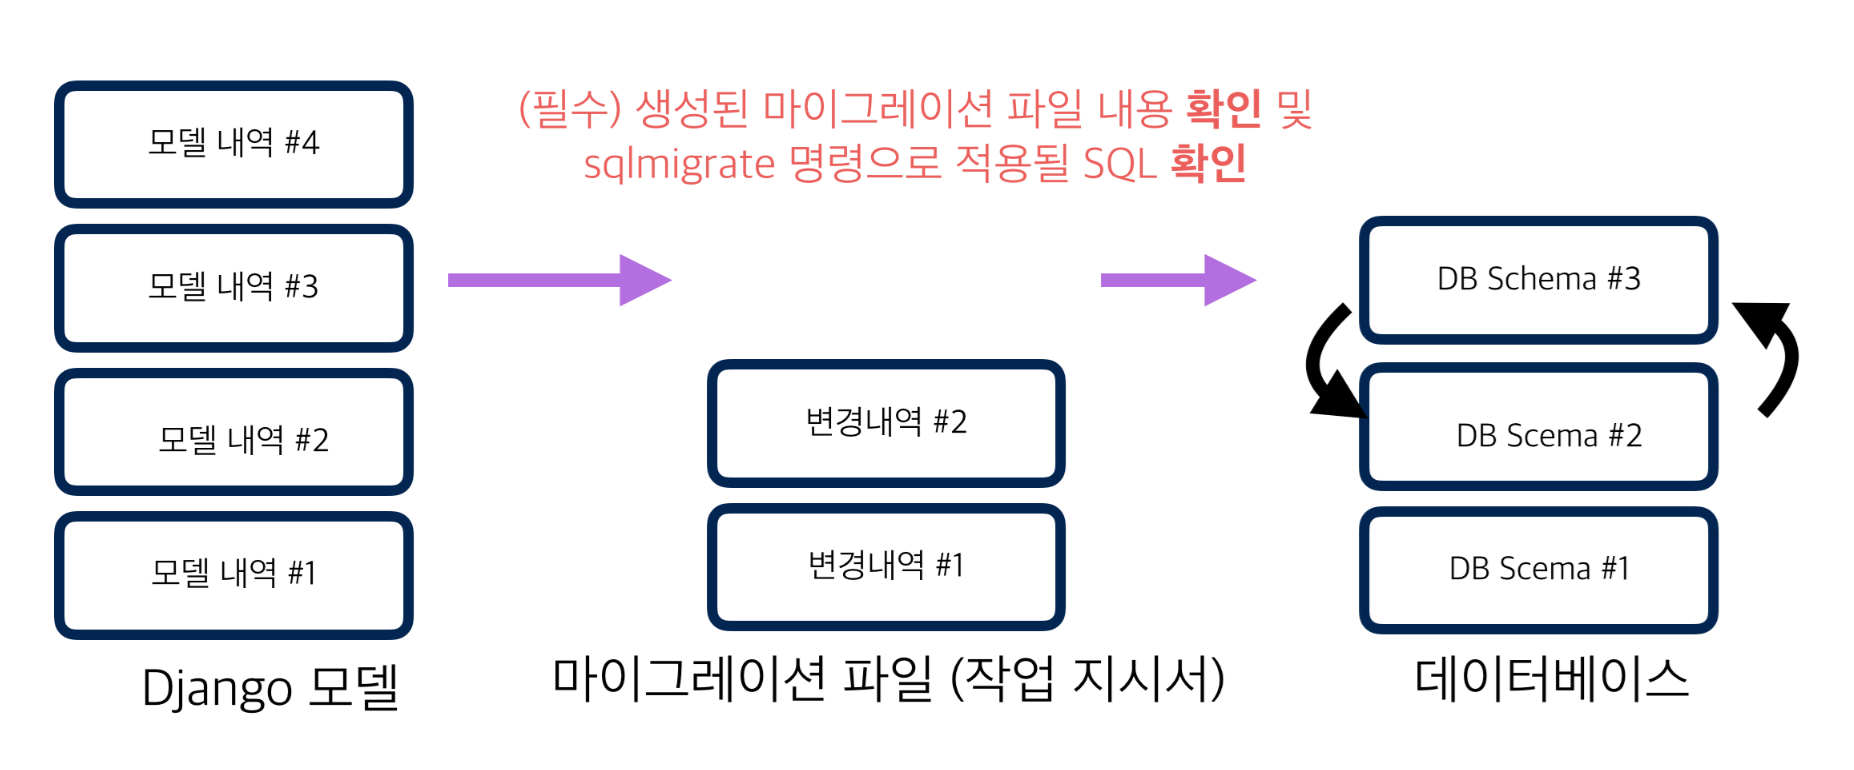 (필수) 생성된 마이그레이션 파일 내용 확인 및
sqlmigrate 명령으로 적용될 SQL 확인
모델 내역 #4
모델 내역 #3
모델 내역 #2
모델 내역 #1
Django 모델
변경내역 #2
변경내역 #1
마이그레이션 파일 (작업 지시서)
DB Schema #3
DB Scema #2
DB Scema #1
데이터베이스